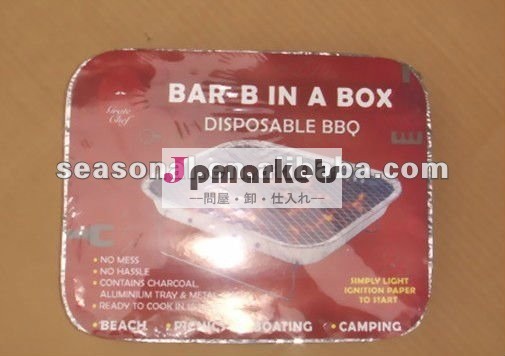 BAR-B IN A BOX
DISPOSABLE BBQ
Chef
Jpmarkets
—問屋・卸・仕入れ—
• NO MESS
• NO HASSLE
• CONTAINS CHARCOAL,
ALUMINIUM TRAY & METAL
• READY TO COOK IN
SIMPLY LIGHT
IGNITION PAPER
TO START
• BEACH • PICNICS • BOATING • CAMPING